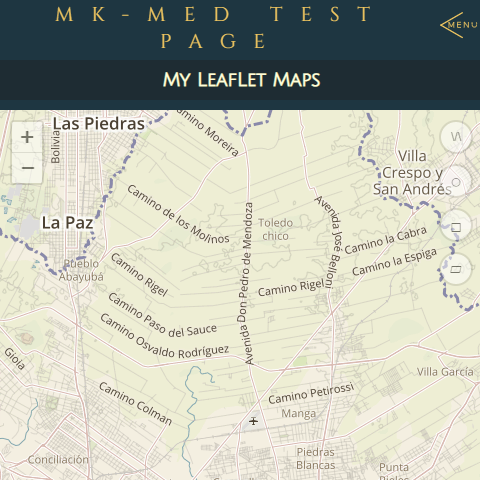 MK-MED TEST
PAGE
MENU
My Leaflet Maps
+
−
Las Piedras
Bolivia
Camino Moreira
Villa
Crespo y
San Andrés
Camino de los Molinos
Avenida José Belloni
La Paz
Toledo
chico
Camino la Cabra
Pueblo
Abayubá
Camino Rigel
Avenida Don Pedro de Mendoza
Camino la Espiga
Camino Rigel
Camino Paso del Sauce
Camino Osvaldo Rodríguez
Gioia
Villa García
Camino Colman
Camino Petirossi
Manga
Conciliación
Piedras
Blancas
Punta
Rieles